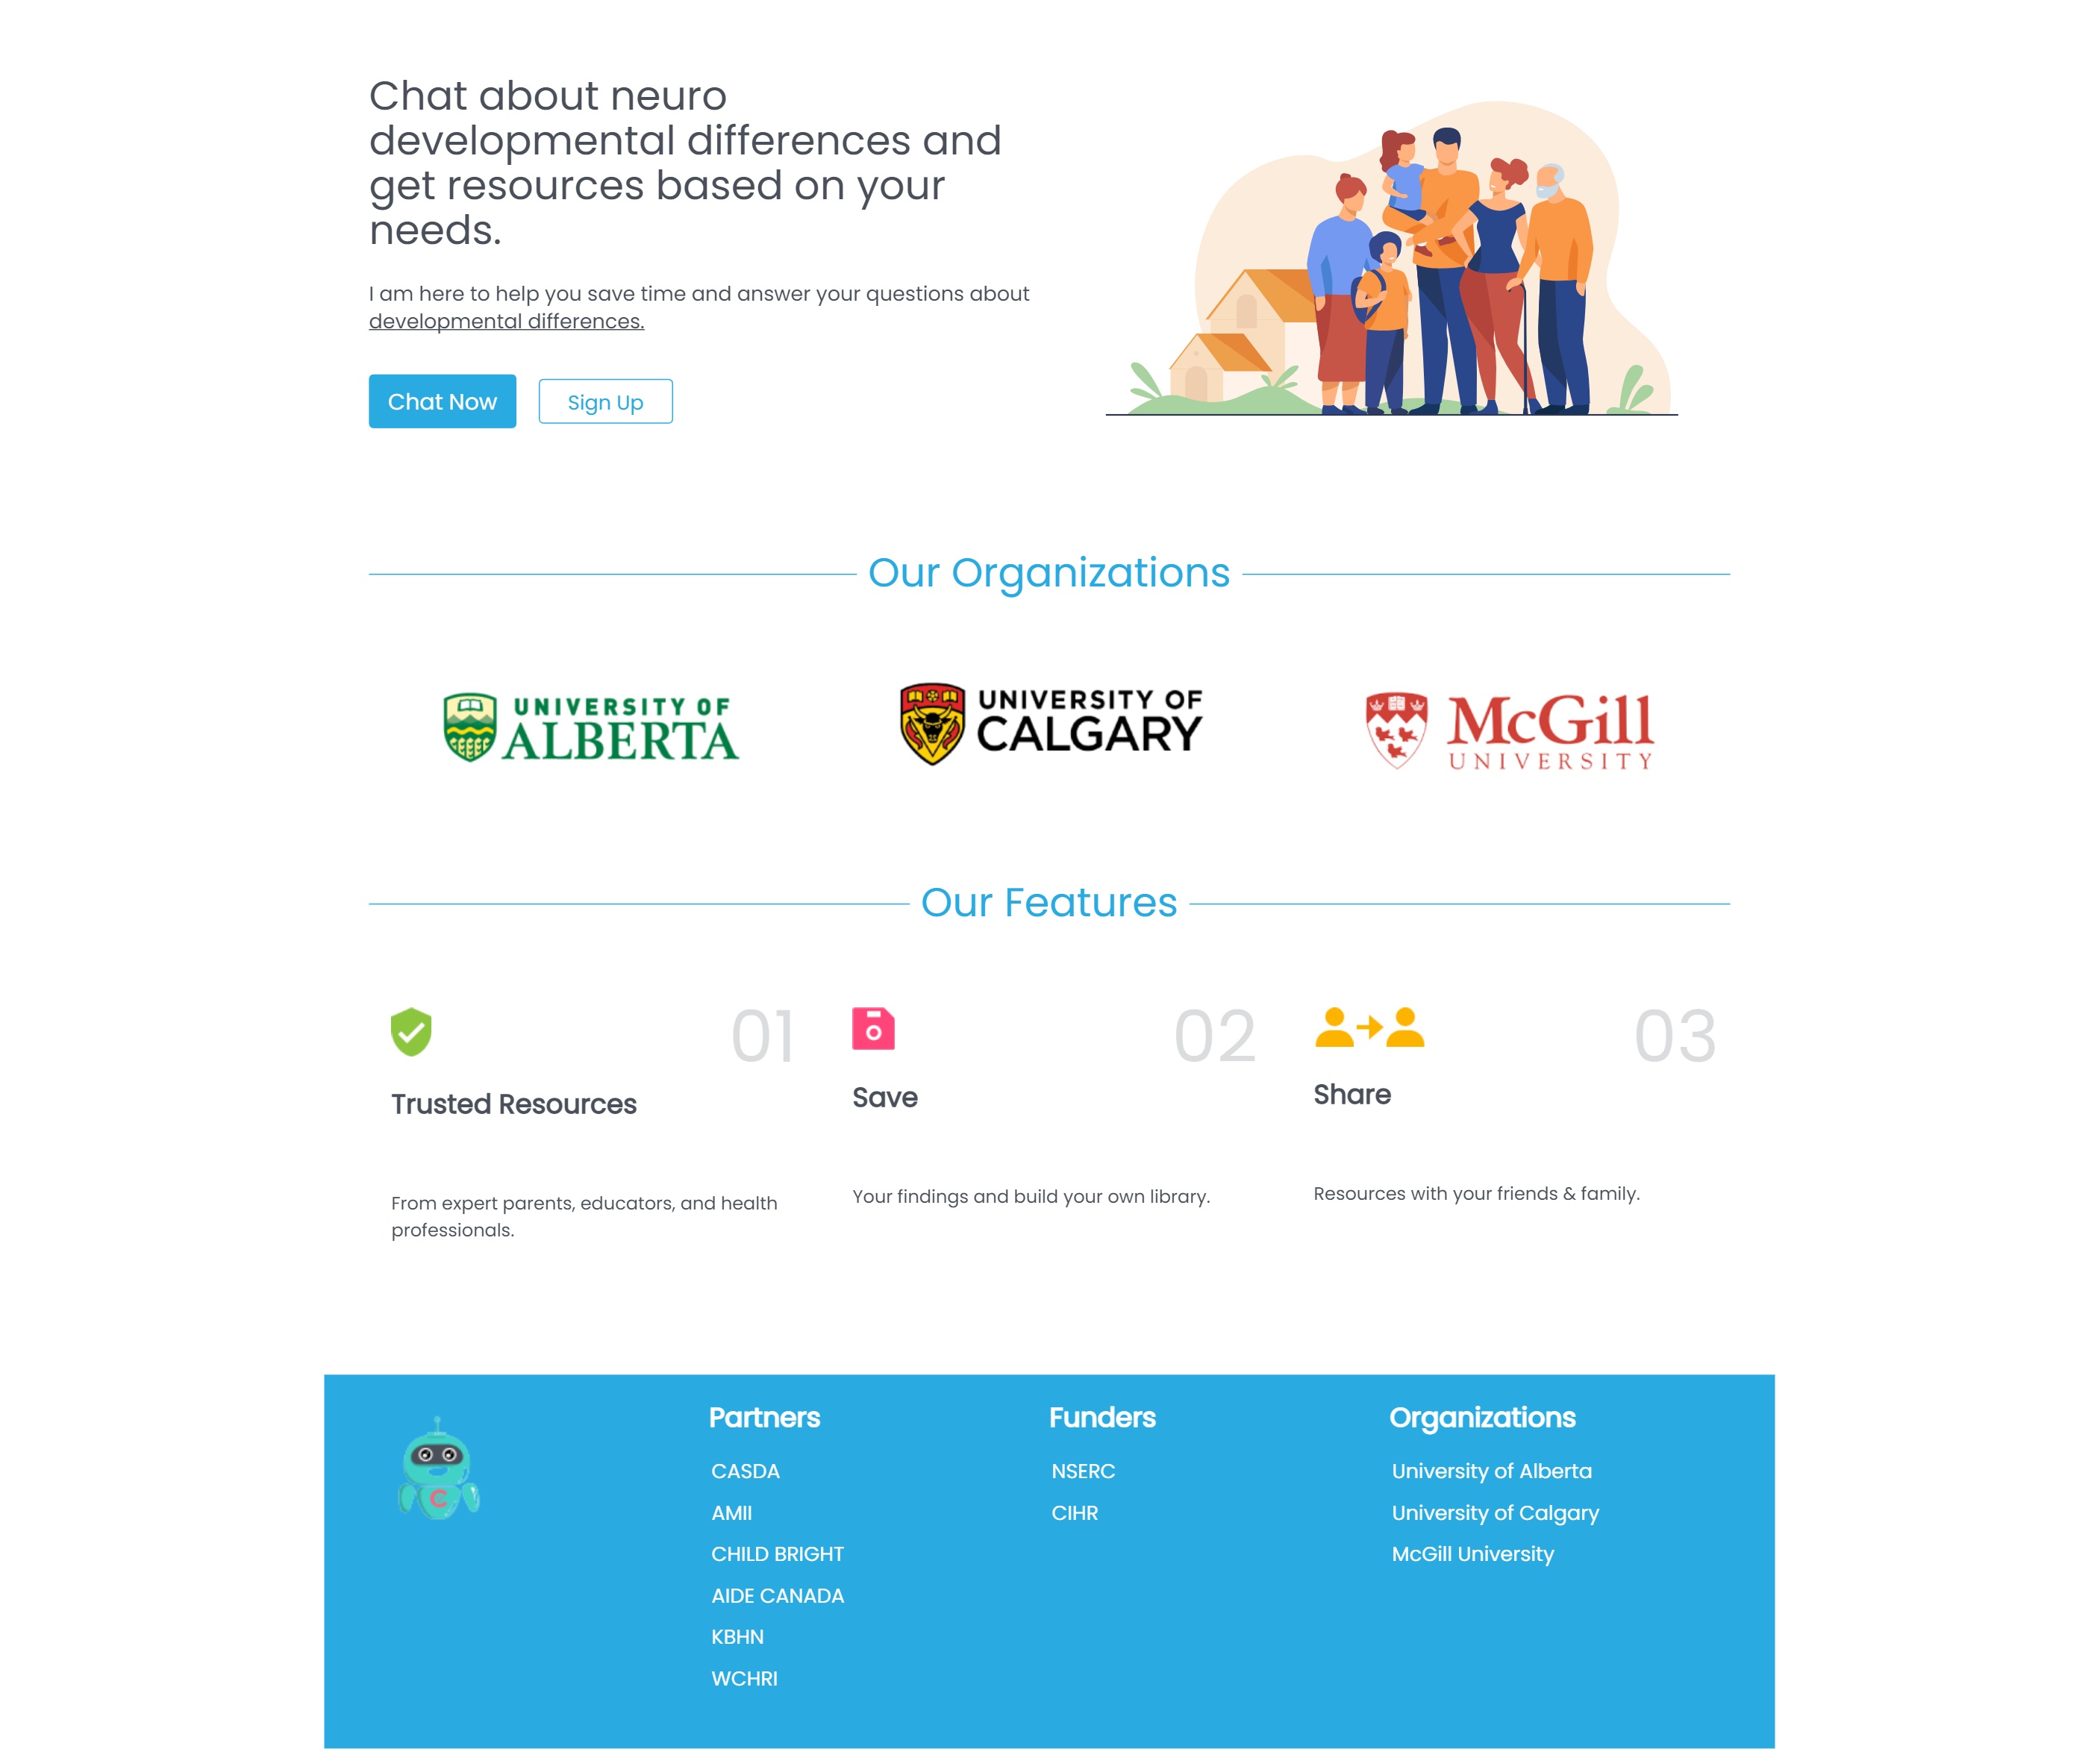 Chat about neuro
developmental differences and
get resources based on your
needs.
I am here to help you save time and answer your questions about
developmental differences.
Chat Now
Sign Up
Our Organizations
UNIVERSITY OF
ALBERTA
UNIVERSITY OF
CALGARY
McGill
UNIVERSITY
Our Features
01
Trusted Resources
From expert parents, educators, and health
professionals.
02
Save
Your findings and build your own library.
03
Share
Resources with your friends & family.
C
Partners
CASDA
AMII
CHILD BRIGHT
AIDE CANADA
KBHN
WCHRI
Funders
NSERC
CIHR
Organizations
University of Alberta
University of Calgary
McGill University